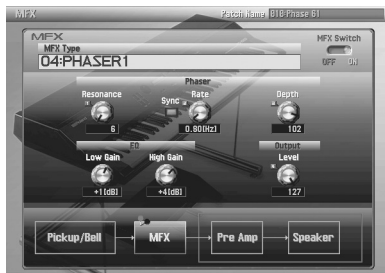 MFX Patch Name 010:Phase 61
MFX MFX Switch
MFX Type OFF ON
04:PHASER1
Phaser
Resonance Sync Rate Depth
6 0.80[Hz] 102
EQ Output
Low Gain High Gain Level
+1[dB] +4[dB] 127
Pickup/Bell MFX Pre Amp Speaker